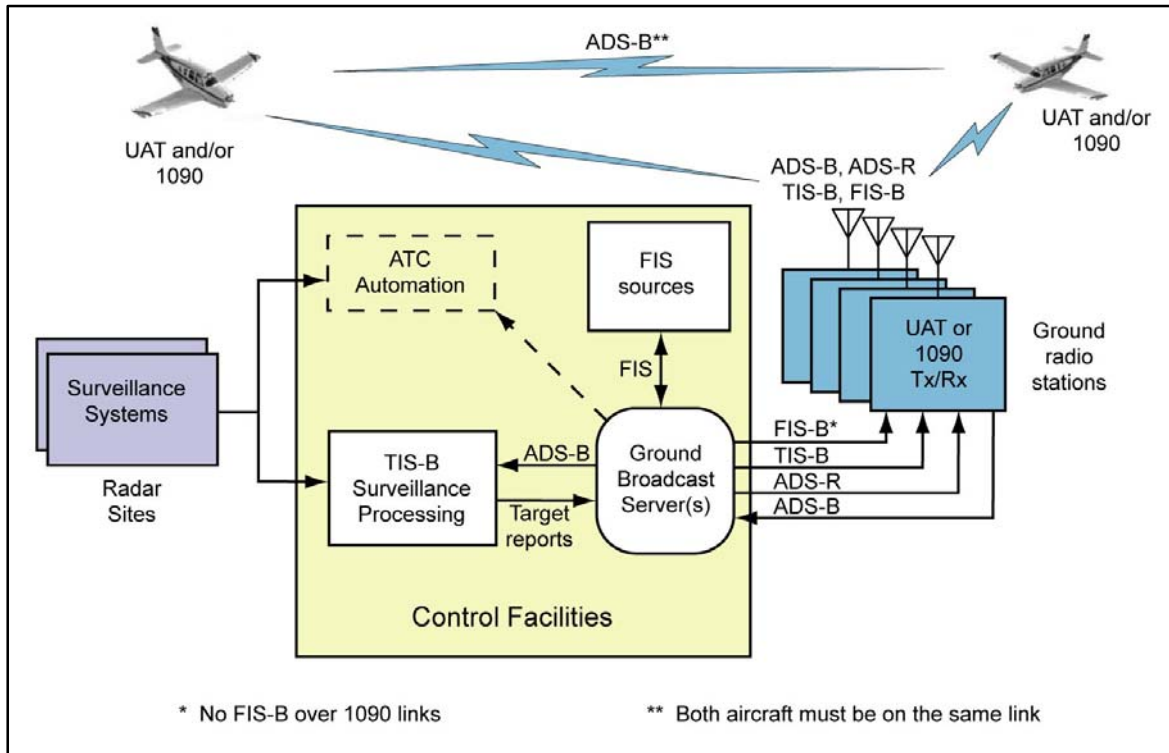 ADS-B**
UAT and/or
1090
UAT and/or
1090
ADS-B, ADS-R
TIS-B, FIS-B
ATC
Automation
FIS
sources
UAT or
1090
Tx/Rx
Ground
radio
stations
Surveillance
Systems
Radar
Sites
FIS
TIS-B
Surveillance
Processing
ADS-B
Target
reports
Ground
Broadcast
Server(s)
FIS-B*
TIS-B
ADS-R
ADS-B
Control Facilities
* No FIS-B over 1090 links
** Both aircraft must be on the same link